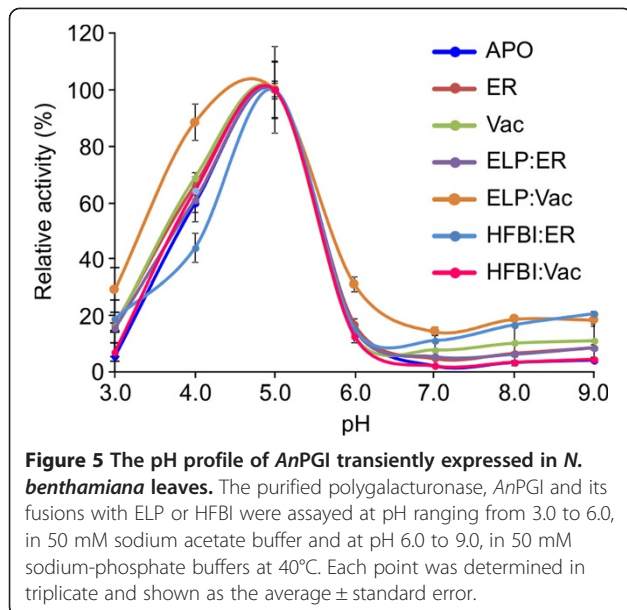 120
100
80
60
40
20
0
Relative activity (%)
3.0 4.0 5.0 6.0 7.0 8.0 9.0
pH
APO
ER
Vac
ELP:ER
ELP:Vac
HFBI:ER
HFBI:Vac
Figure 5 The pH profile of AnPGI transiently expressed in N.
benthamiana leaves. The purified polygalacturonase, AnPGI and its
fusions with ELP or HFBI were assayed at pH ranging from 3.0 to 6.0,
in 50 mM sodium acetate buffer and at pH 6.0 to 9.0, in 50 mM
sodium-phosphate buffers at 40°C. Each point was determined in
triplicate and shown as the average ± standard error.